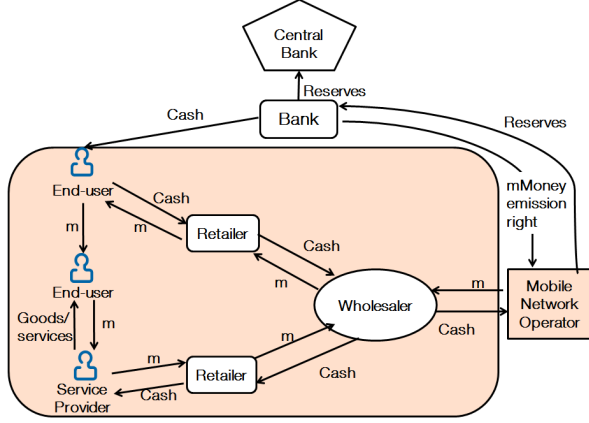 Central
Bank
Reserves
Cash
Bank
Reserves
mMoney
emission
right
End-user
Cash
m
Retailer
Cash
m
m
End-user
m
Mobile
Network
Operator
Wholesaler
Goods/
services
m
m
Cash
m
Retailer
Cash
Cash
Service
Provider